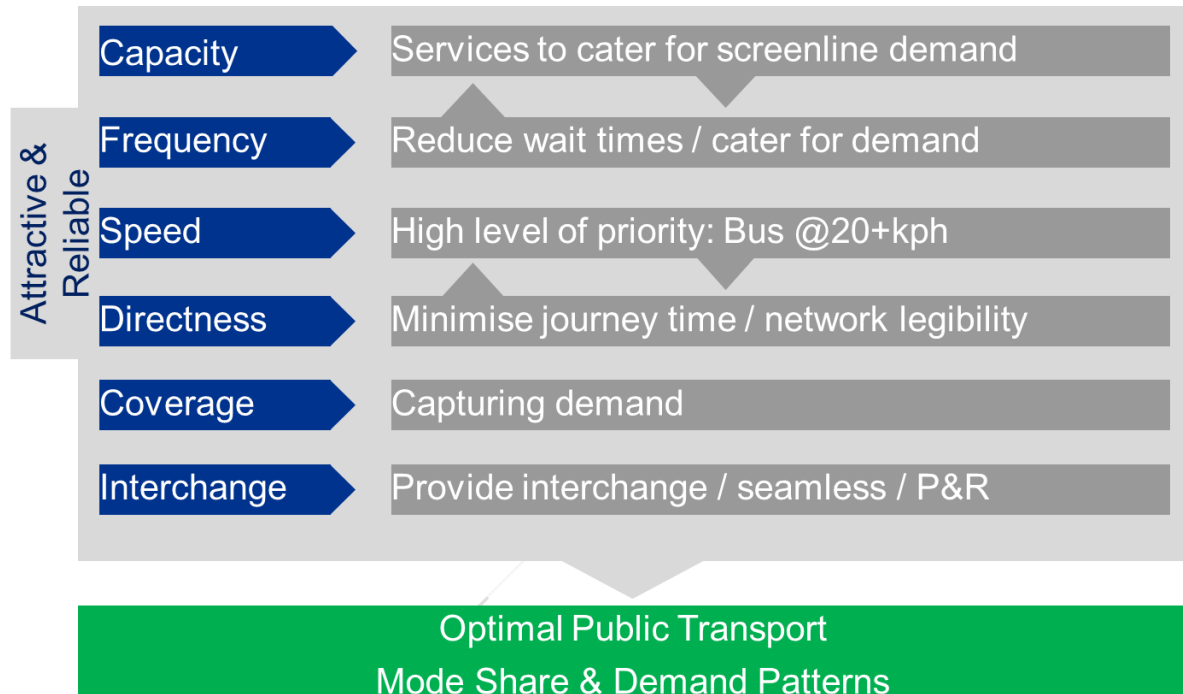 Capacity
Services to cater for screenline demand
Attractive &
Reliable
Frequency
Reduce wait times / cater for demand
Speed
High level of priority: Bus @20+kph
Directness
Minimise journey time / network legibility
Coverage
Capturing demand
Interchange
Provide interchange / seamless / P&R
Optimal Public Transport
Mode Share & Demand Patterns